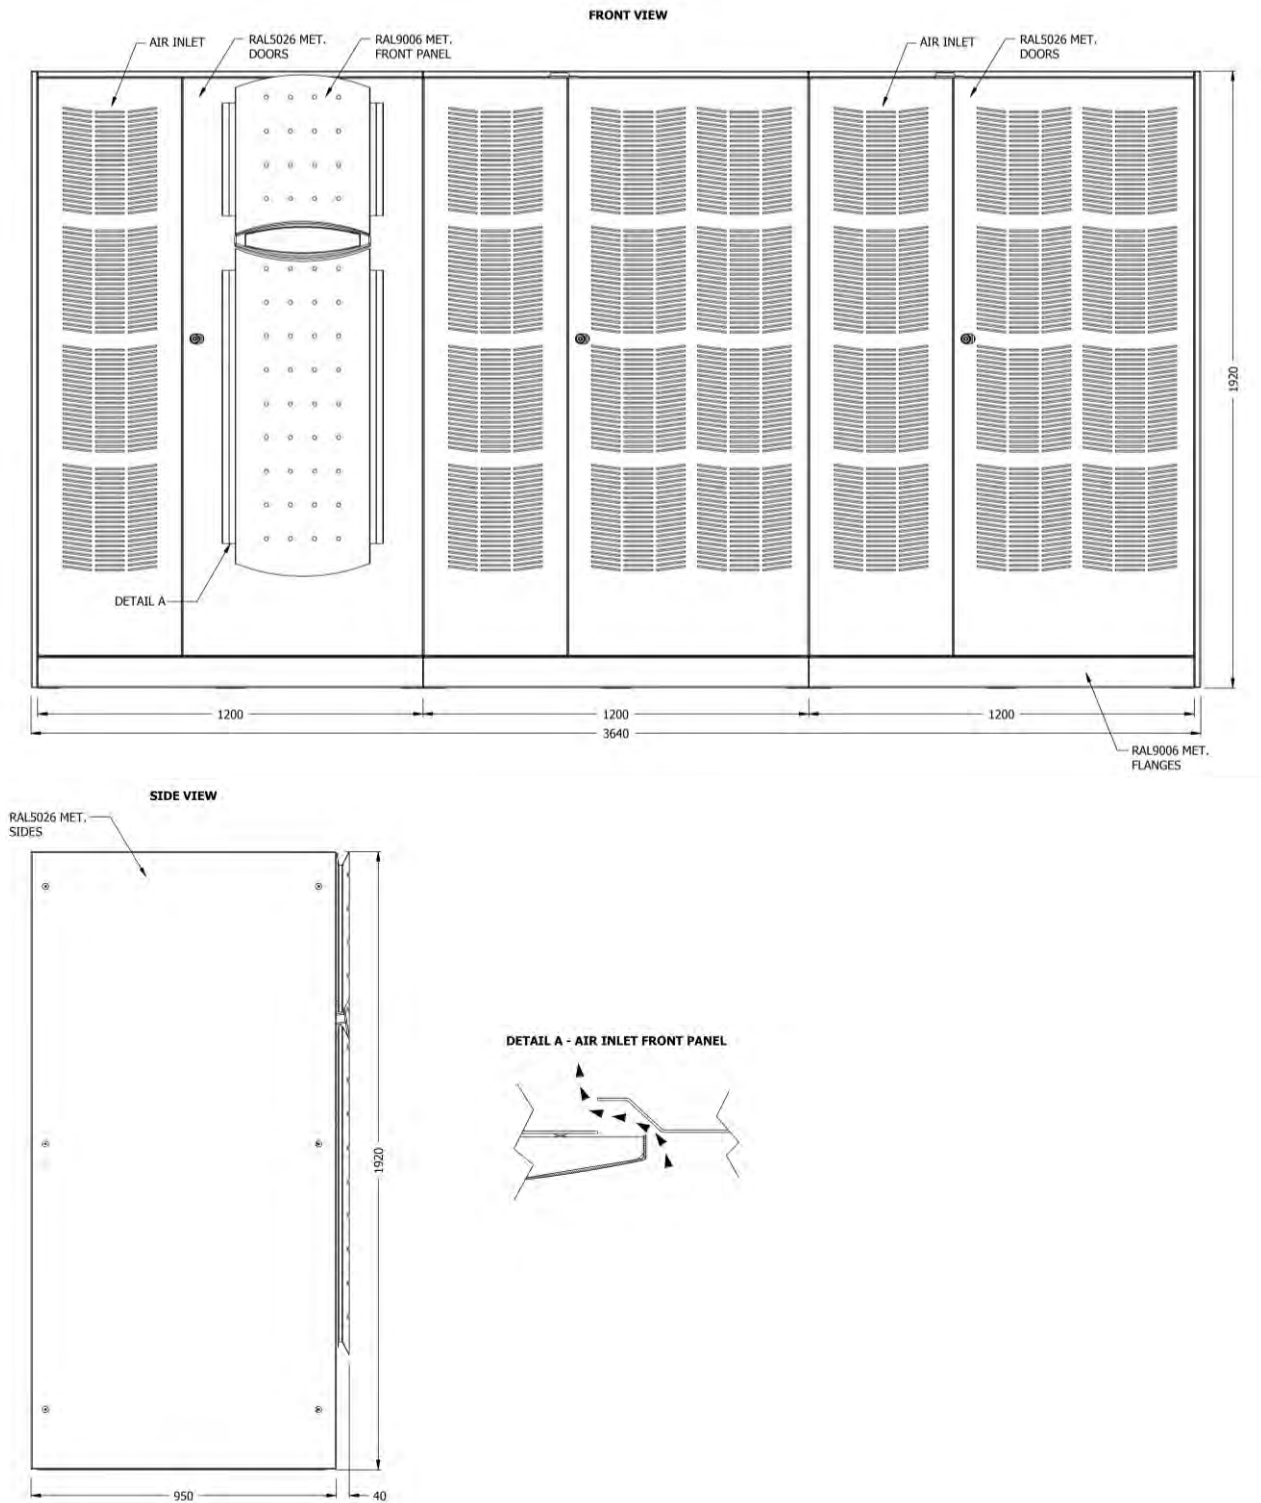 FRONT VIEW
AIR INLET
RAL5026 MET.
DOORS
RAL9006 MET.
FRONT PANEL
AIR INLET
RAL5026 MET.
DOORS
1920
DETAIL A
1200
1200
1200
3640
RAL9006 MET.
FLANGES
SIDE VIEW
RAL5026 MET.
SIDES
1920
DETAIL A - AIR INLET FRONT PANEL
950
40